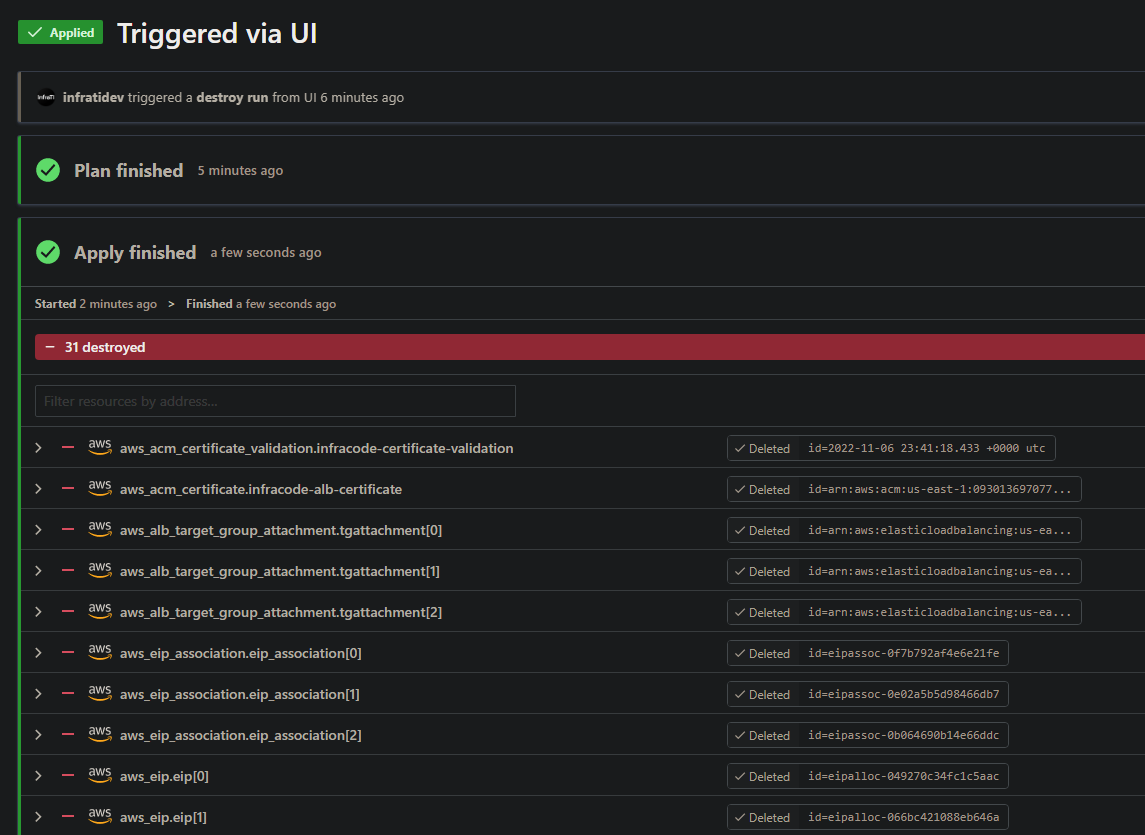 Applied Triggered via UI
infraTI infratidev triggered a destroy run from UI 6 minutes ago
Plan finished 5 minutes ago
Apply finished a few seconds ago
Started 2 minutes ago > Finished a few seconds ago
31 destroyed
Filter resources by address...
aws aws_acm_certificate_validation.infracode-certificate-validation Deleted id=2022-11-06 23:41:18.433 +0000 utc
aws aws_acm_certificate.infracode-alb-certificate Deleted id=arn:aws:acm:us-east-1:093013697077...
aws aws_alb_target_group_attachment.tgattachment[0] Deleted id=arn:aws:elasticloadbalancing:us-ea...
aws aws_alb_target_group_attachment.tgattachment[1] Deleted id=arn:aws:elasticloadbalancing:us-ea...
aws aws_alb_target_group_attachment.tgattachment[2] Deleted id=arn:aws:elasticloadbalancing:us-ea...
aws aws_eip_association.eip_association[0] Deleted id=eipassoc-0f7b792af4e6e21fe
aws aws_eip_association.eip_association[1] Deleted id=eipassoc-0e02a5b5d98466db7
aws aws_eip_association.eip_association[2] Deleted id=eipassoc-0b064690b14e66ddc
aws aws_eip.eip[0] Deleted id=eipalloc-049270c34fc1c5aac
aws aws_eip.eip[1] Deleted id=eipalloc-066bc421088eb646a